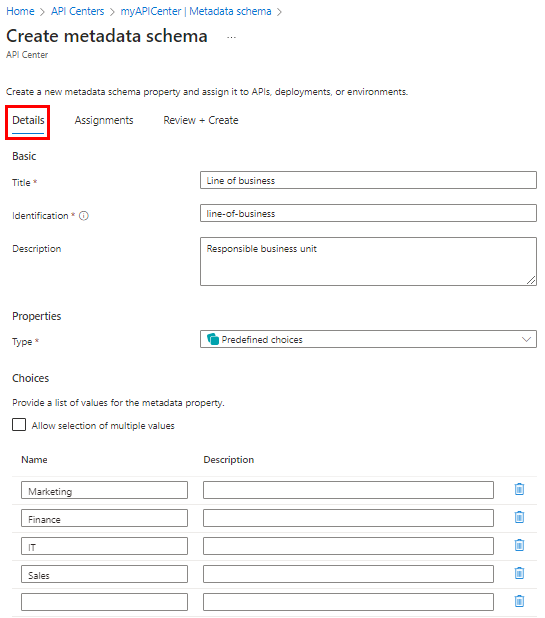 Home > API Centers > myAPICenter | Metadata schema >
Create metadata schema ...
API Center
Create a new metadata schema property and assign it to APIs, deployments, or environments.
Details Assignments Review + Create
Basic
Title * Line of business
Identification * line-of-business
Description Responsible business unit
Properties
Type * Predefined choices
Choices
Provide a list of values for the metadata property.
Allow selection of multiple values
Name Description
Marketing
Finance
IT
Sales